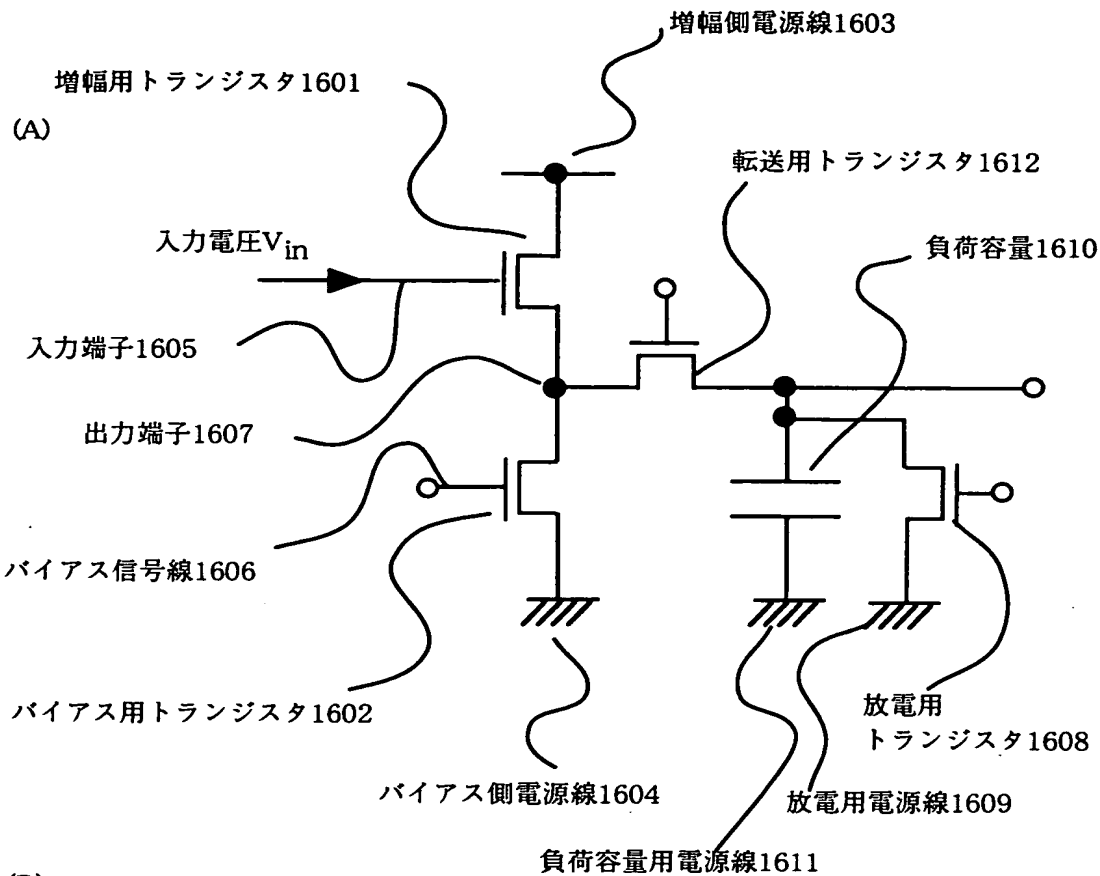 増幅側電源線1603
増幅用トランジスタ1601
(A)
転送用トランジスタ1612
入力電圧Vin
負荷容量1610
入力端子1605
出力端子1607
バイアス信号線1606
バイアス用トランジスタ1602
放電用
トランジスタ1608
バイアス側電源線1604
放電用電源線1609
負荷容量用電源線1611